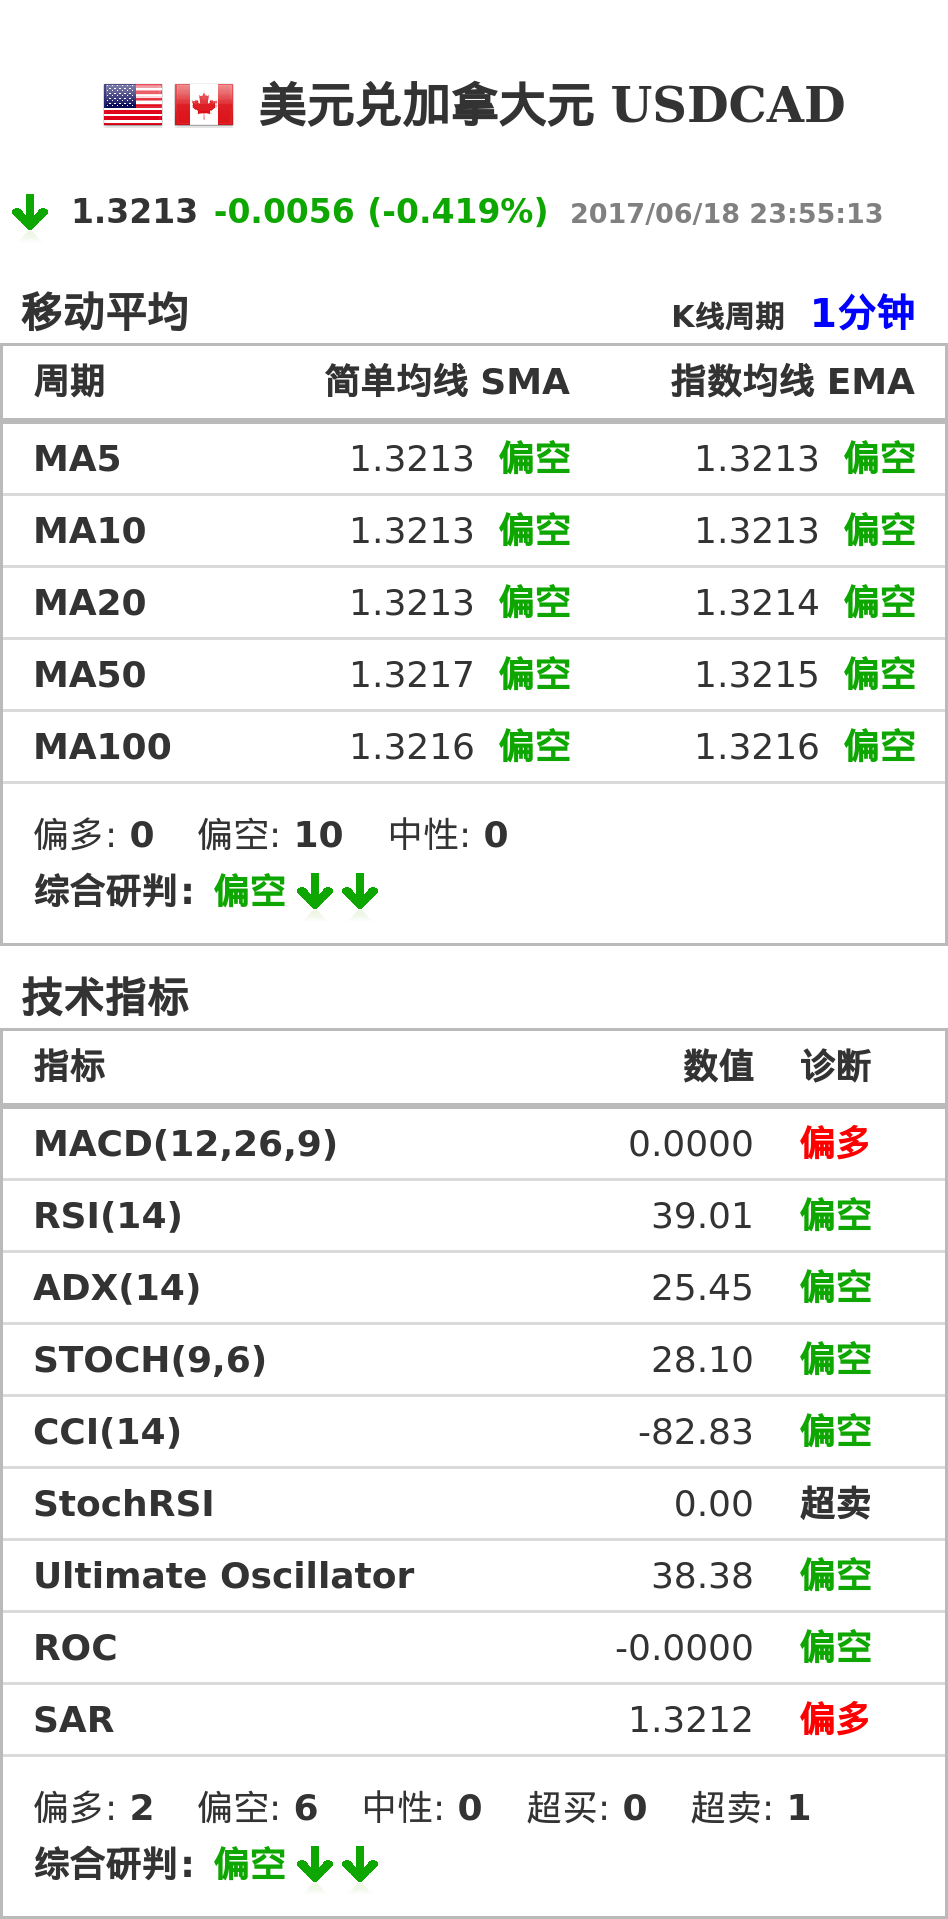 美元兑加拿大元 USDCAD
1.3213 -0.0056 (-0.419%) 2017/06/18 23:55:13
移动平均 K线周期 1分钟
周期 简单均线 SMA 指数均线 EMA
MA5 1.3213 偏空 1.3213 偏空
MA10 1.3213 偏空 1.3213 偏空
MA20 1.3213 偏空 1.3214 偏空
MA50 1.3217 偏空 1.3215 偏空
MA100 1.3216 偏空 1.3216 偏空
偏多: 0 偏空: 10 中性: 0
综合研判: 偏空
技术指标
指标 数值 诊断
MACD(12,26,9) 0.0000 偏多
RSI(14) 39.01 偏空
ADX(14) 25.45 偏空
STOCH(9,6) 28.10 偏空
CCI(14) -82.83 偏空
StochRSI 0.00 超卖
Ultimate Oscillator 38.38 偏空
ROC -0.0000 偏空
SAR 1.3212 偏多
偏多: 2 偏空: 6 中性: 0 超买: 0 超卖: 1
综合研判: 偏空